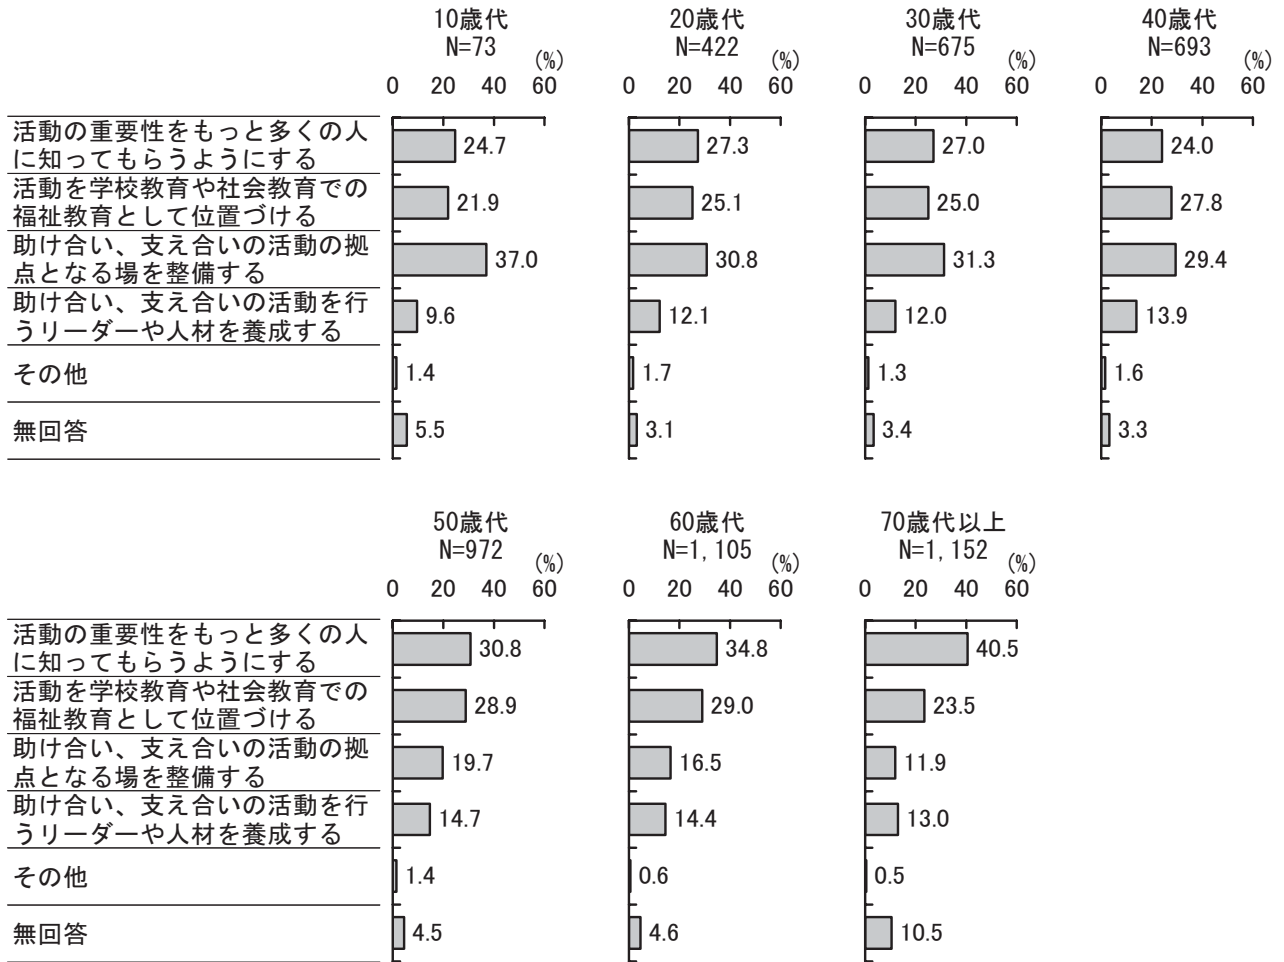 10歳代 20歳代 30歳代 40歳代
N=73 N=422 N=675 N=693
(%) (%) (%) (%)
0 20 40 60 0 20 40 60 0 20 40 60 0 20 40 60
活動の重要性をもっと多くの人
に知ってもらうようにする
24.7 27.3 27.0 24.0
活動を学校教育や社会教育での
福祉教育として位置づける
21.9 25.1 25.0 27.8
助け合い、支え合いの活動の拠
点となる場を整備する
37.0 30.8 31.3 29.4
助け合い、支え合いの活動を行
うリーダーや人材を養成する
9.6 12.1 12.0 13.9
その他 1.4 1.7 1.3 1.6
無回答 5.5 3.1 3.4 3.3
50歳代 60歳代 70歳代以上
N=972 N=1,105 N=1,152
(%) (%) (%)
0 20 40 60 0 20 40 60 0 20 40 60
活動の重要性をもっと多くの人
に知ってもらうようにする
30.8 34.8 40.5
活動を学校教育や社会教育での
福祉教育として位置づける
28.9 29.0 23.5
助け合い、支え合いの活動の拠
点となる場を整備する
19.7 16.5 11.9
助け合い、支え合いの活動を行
うリーダーや人材を養成する
14.7 14.4 13.0
その他 1.4 0.6 0.5
無回答 4.5 4.6 10.5